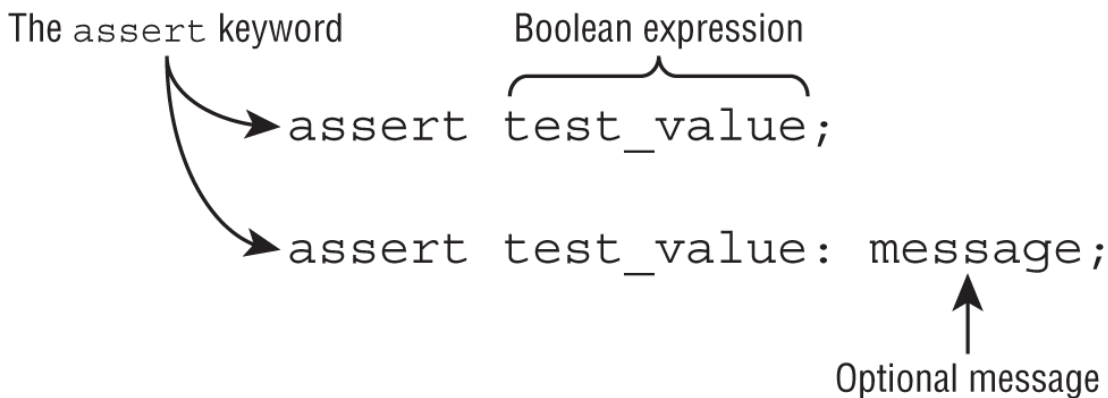 The assert keyword
Boolean expression
assert test_value;
assert test_value: message;
Optional message